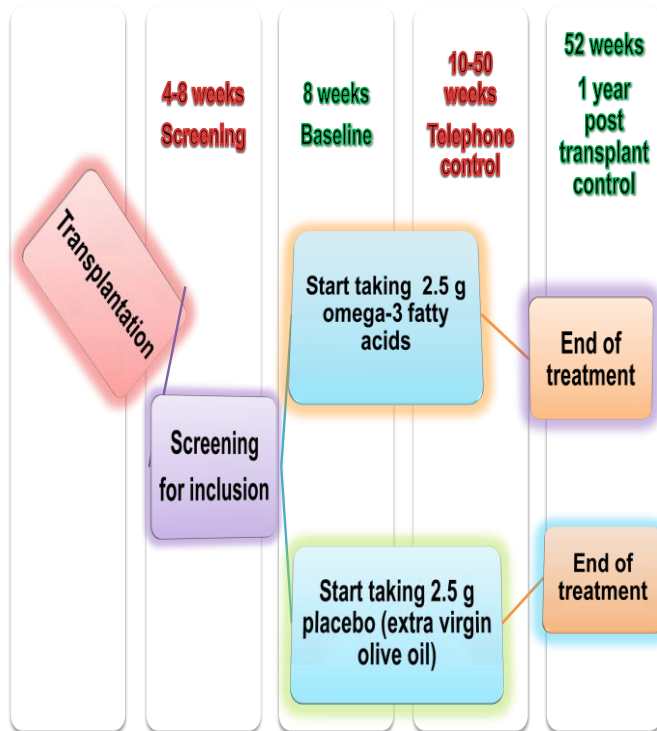 4-8 weeks
Screening
8 weeks
Baseline
10-50
weeks
Telephone
control
52 weeks
1 year
post
transplant
control
Transplantation
Screening
for inclusion
Start taking 2.5 g
omega-3 fatty
acids
End of
treatment
Start taking 2.5 g
placebo (extra virgin
olive oil)
End of
treatment